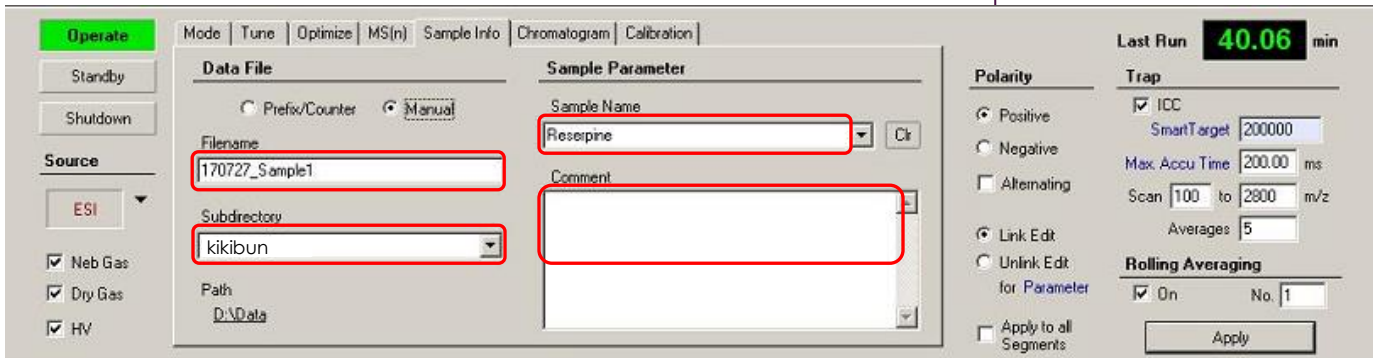 Operate
Standby
Shutdown
Source
ESI
Neb Gas
Dry Gas
HV
Mode Tune Optimize MS(n) Sample Info Chromatogram Calibration
Data File
Prefix/Counter Manual
Filename
170727_Sample1
Subdirectory
kikibun
Path
D:\Data
Sample Parameter
Sample Name
Reserpine Clr
Comment
Polarity
Positive
Negative
Alternating
Link Edit
Unlink Edit
for Parameter
Apply to all
Segments
Last Run 40.06 min
Trap
ICC
SmartTarget 200000
Max. Accu Time 200.00 ms
Scan 100 to 2800 m/z
Averages 5
Rolling Averaging
On No. 1
Apply